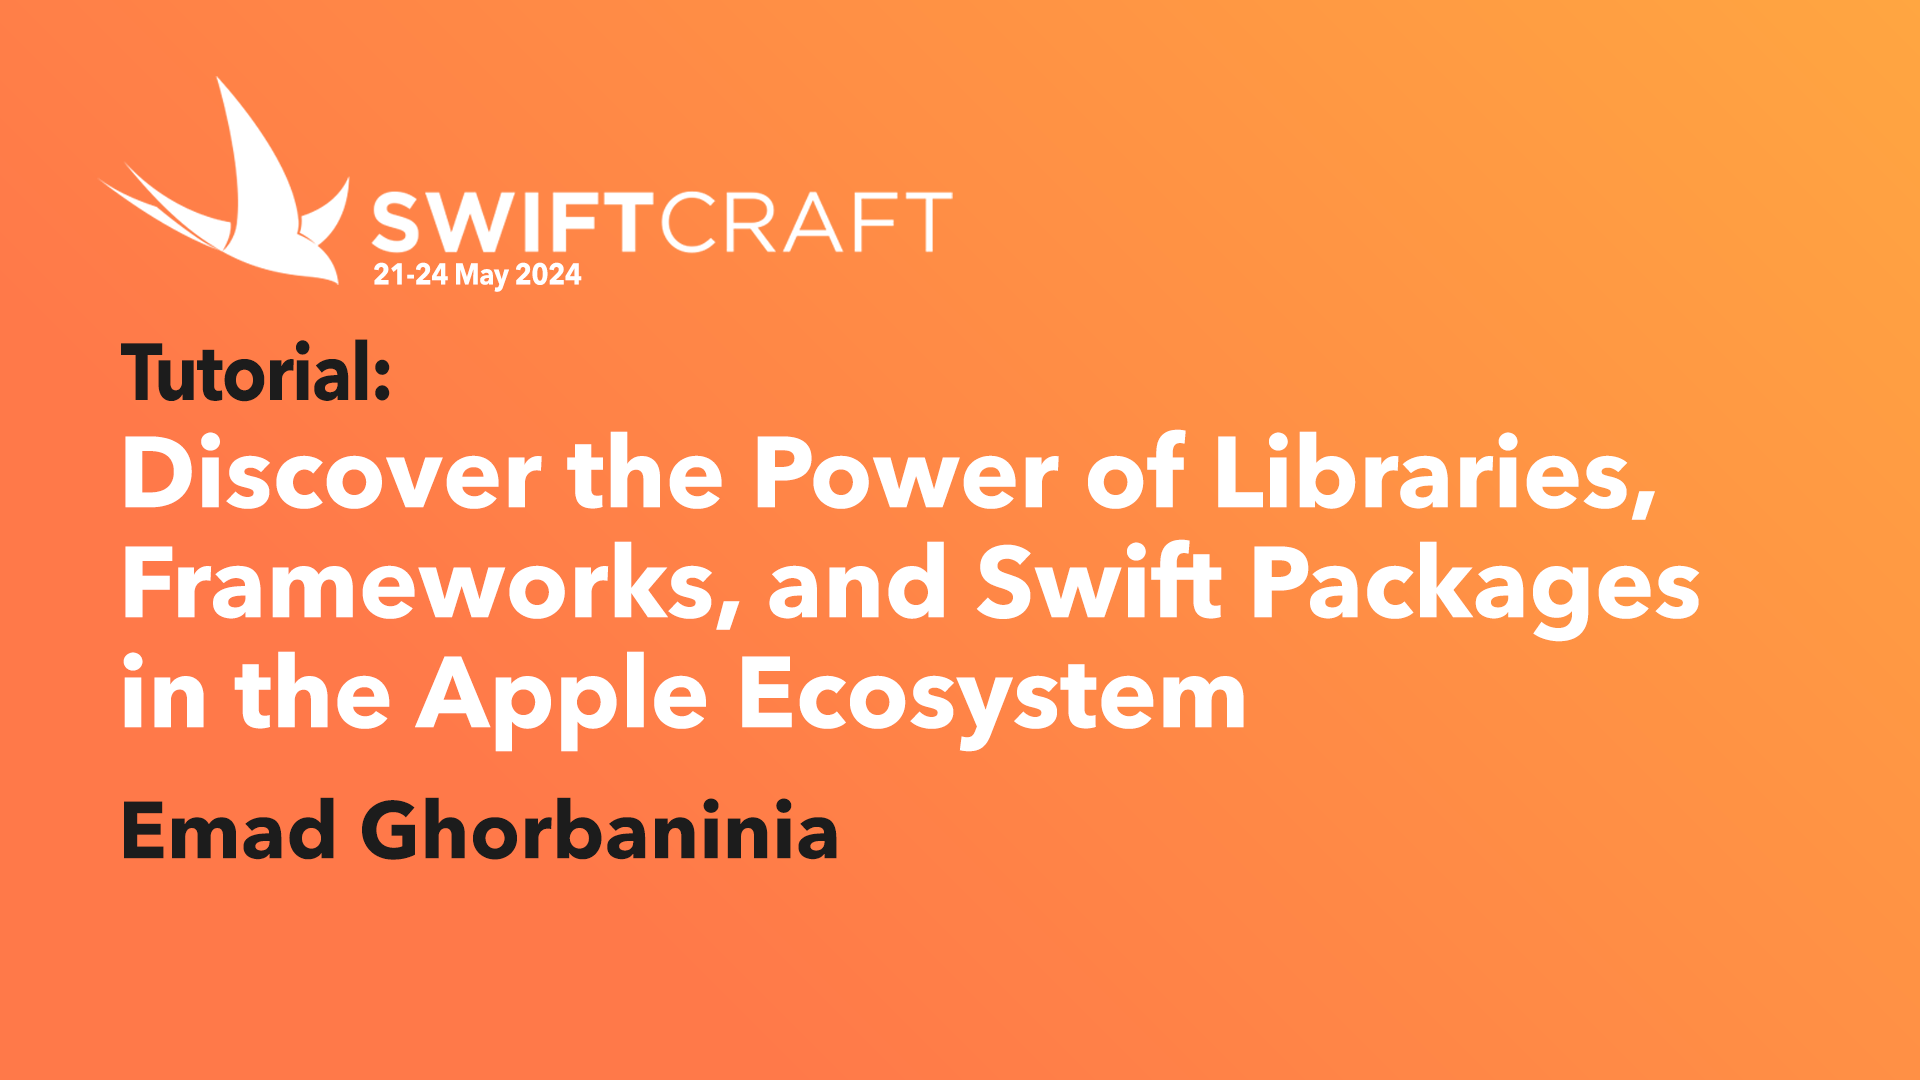 SWIFTCRAFT
21-24 May 2024
Tutorial:
Discover the Power of Libraries,
Frameworks, and Swift Packages
in the Apple Ecosystem
Emad Ghorbaninia